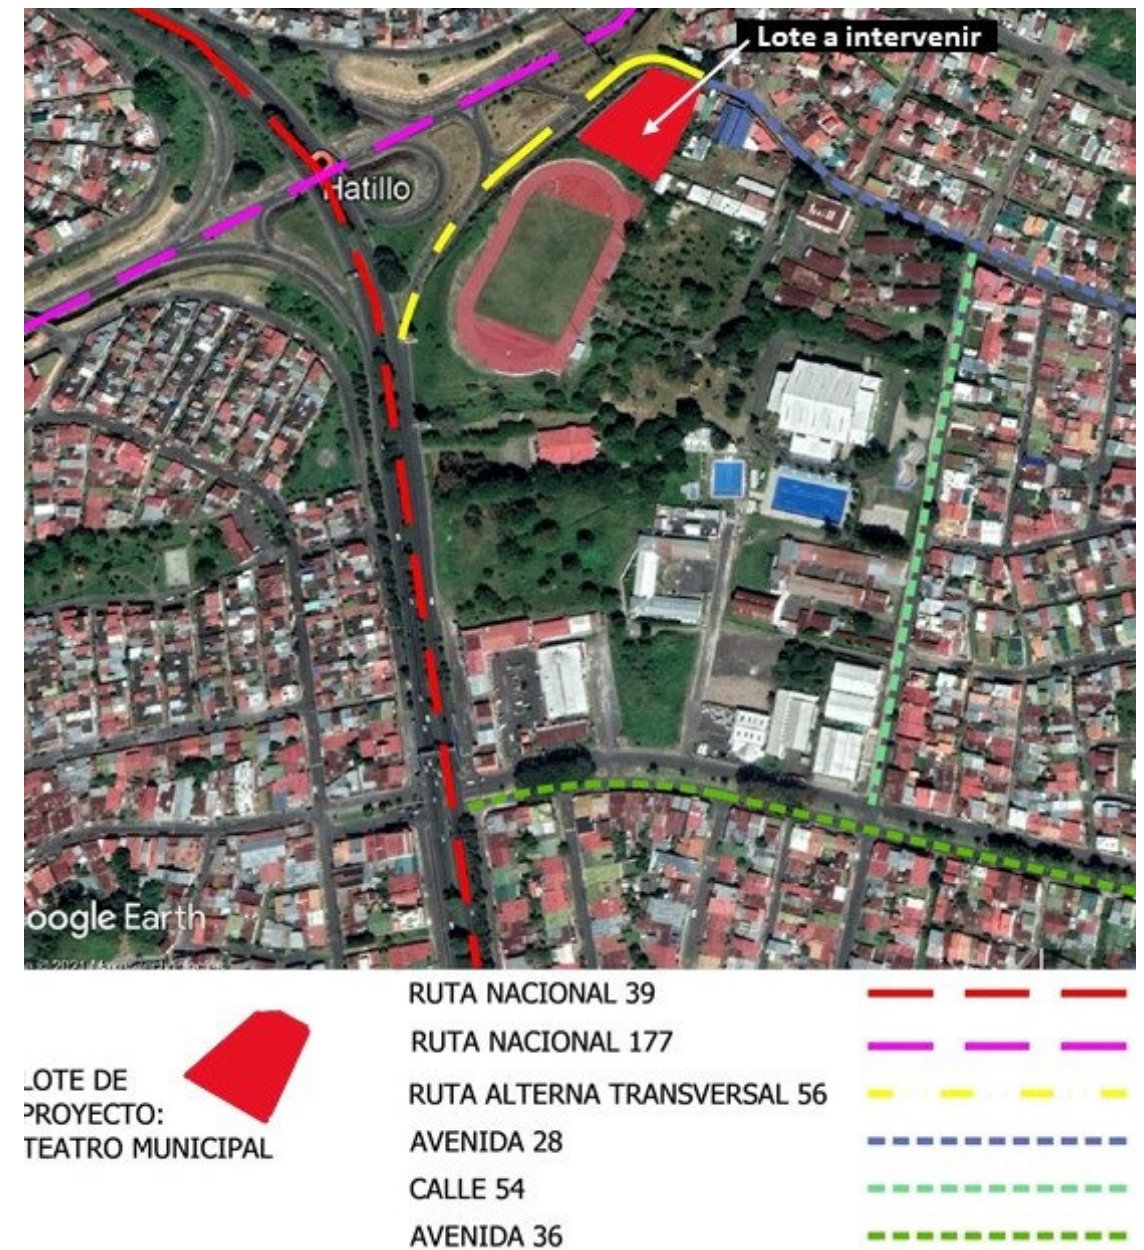 Lote a intervenir
Hatillo
oogle Earth
RUTA NACIONAL 39
RUTA NACIONAL 177
LOTE DE
PROYECTO:
TEATRO MUNICIPAL
RUTA ALTERNA TRANSVERSAL 56
AVENIDA 28
CALLE 54
AVENIDA 36